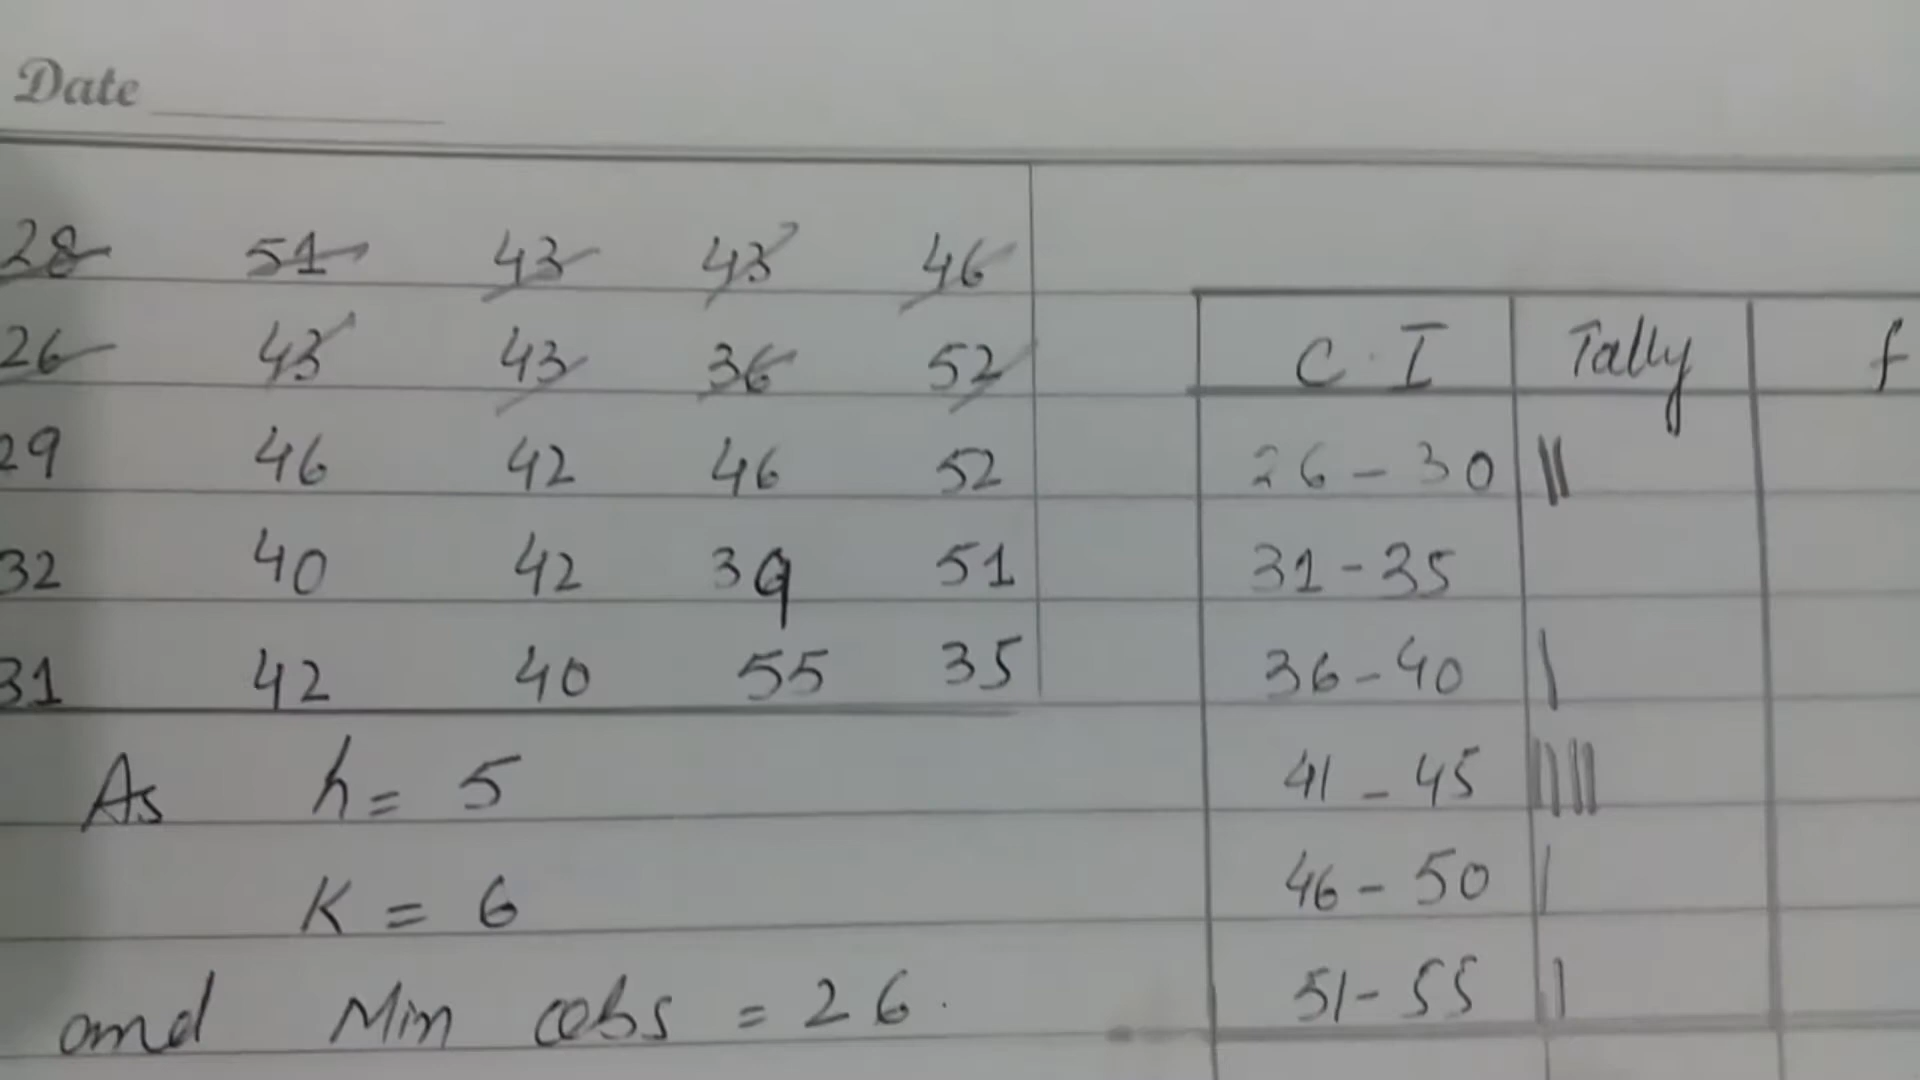 Date
28 51 43 43 46
26 43 43 36 52
29 46 42 46 52
32 40 42 39 51
31 42 40 55 35
As h = 5
K = 6
and Min obs = 26.
C.I Tally f
26 - 30 ||
31 - 35
36 - 40 |
41 - 45 ||||
46 - 50 |
51 - 55 |